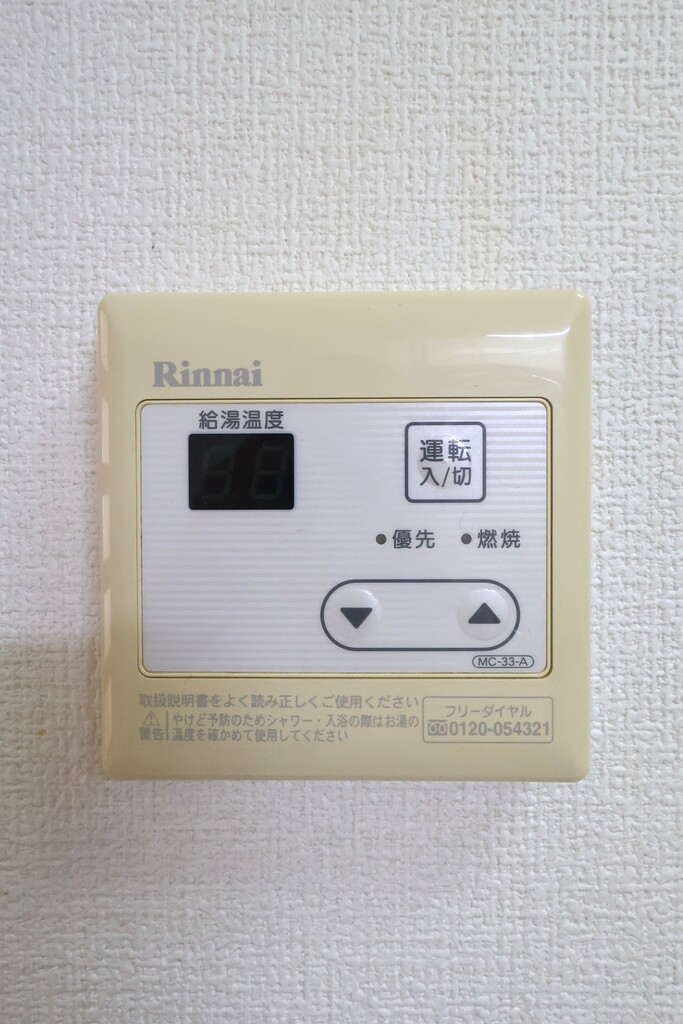 Rinnai
給湯温度
運転
入/切
優先
燃焼
MC-33-A
取扱説明書をよく読み正しくご使用ください
警告
やけど予防のためシャワー・入浴の際はお湯の
温度を確かめて使用してください
フリーダイヤル
0120-054321